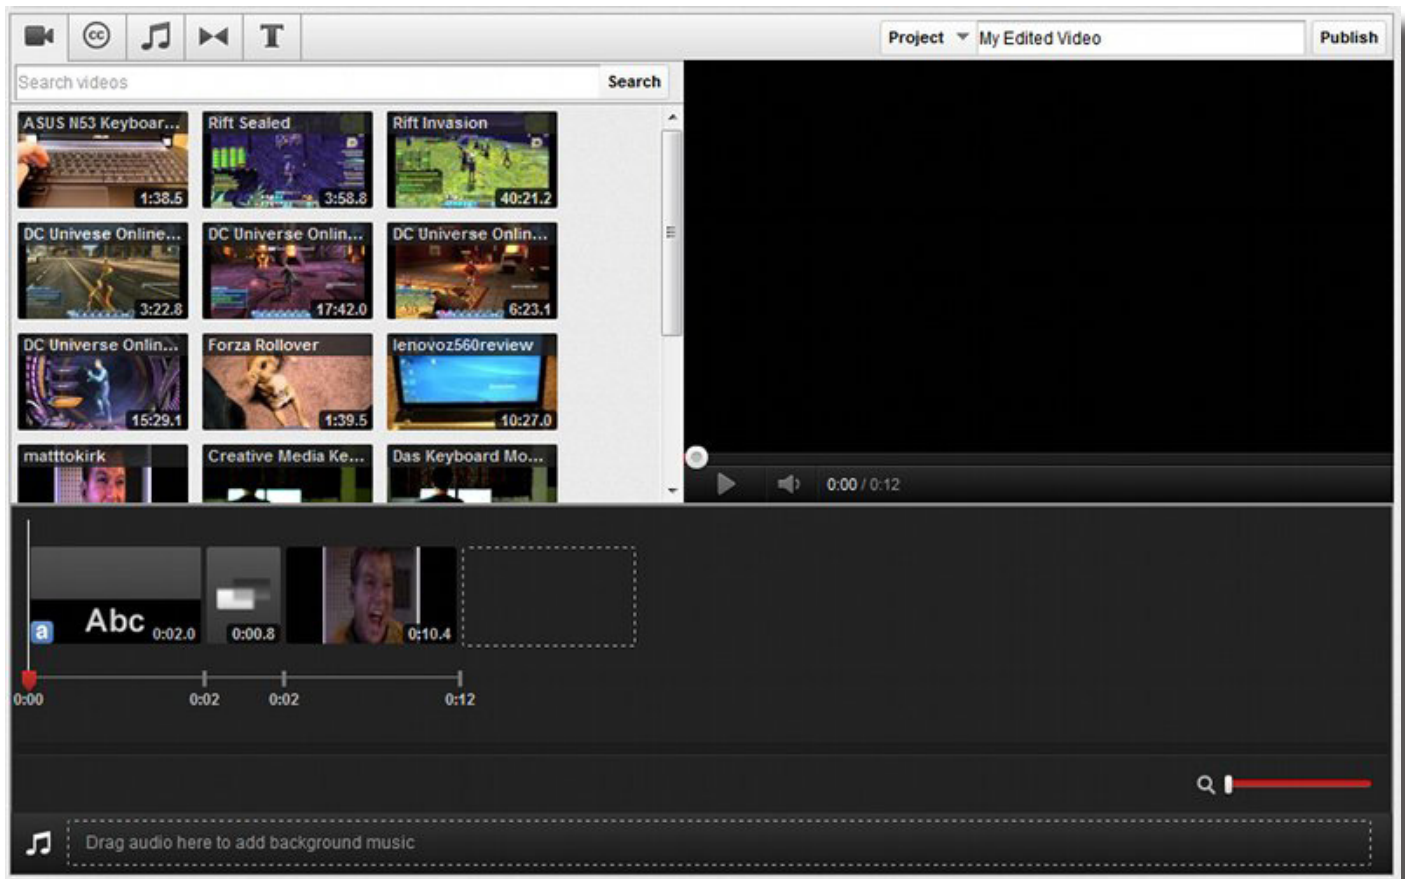 cc
T
Project
My Edited Video
Publish
Search videos
Search
ASUS N53 Keyboar...
1:38.5
Rift Sealed
3:58.8
Rift Invasion
40:21.2
DC Univese Online...
3:22.8
DC Universe Onlin...
17:42.0
DC Universe Onlin...
6:23.1
DC Universe Onlin...
15:29.1
Forza Rollover
1:39.5
lenovoz560review
10:27.0
matttokirk
Creative Media Ke...
Das Keyboard Mo...
0:00 / 0:12
a
Abc
0:02.0
0:00.8
0:10.4
0:00
0:02
0:02
0:12
Drag audio here to add background music